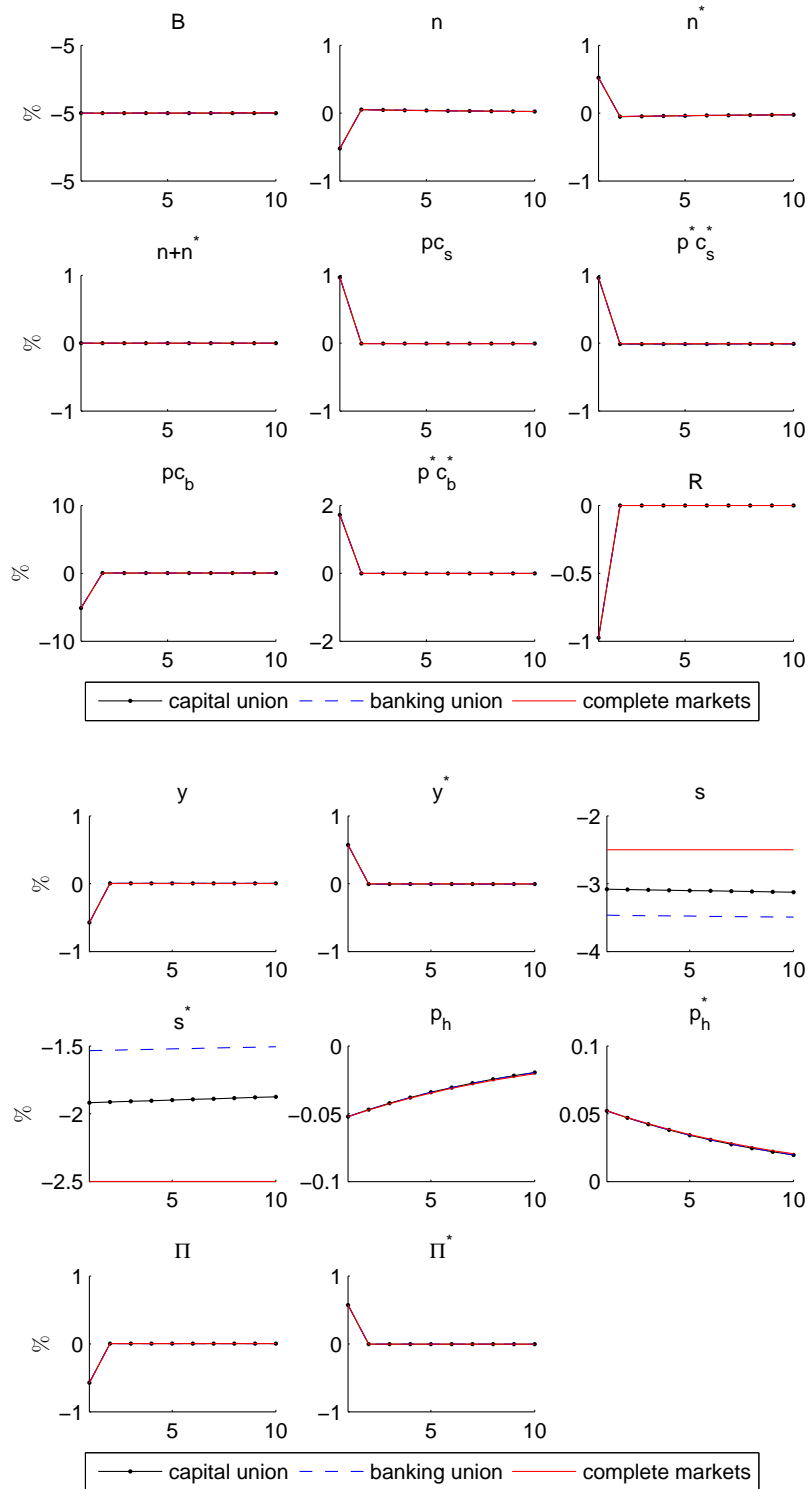 B n n*
−5 1 1
% −5 0 0
−5 −1 −1
5 10 5 10 5 10
n+n* pc_s p*c_s*
1 1 1
% 0 0 0
−1 −1 −1
5 10 5 10 5 10
pc_b p*c_b* R
10 2 0
% 0 0 −0.5
−10 −2 −1
5 10 5 10 5 10
capital union banking union complete markets
y y* s
1 1 −2
% 0 0 −3
−1 −1 −4
5 10 5 10 5 10
s* p_h p_h*
−1.5 0 0.1
% −2 −0.05 0.05
−2.5 −0.1 0
5 10 5 10 5 10
Π Π*
1 1
% 0 0
−1 −1
5 10 5 10
capital union banking union complete markets